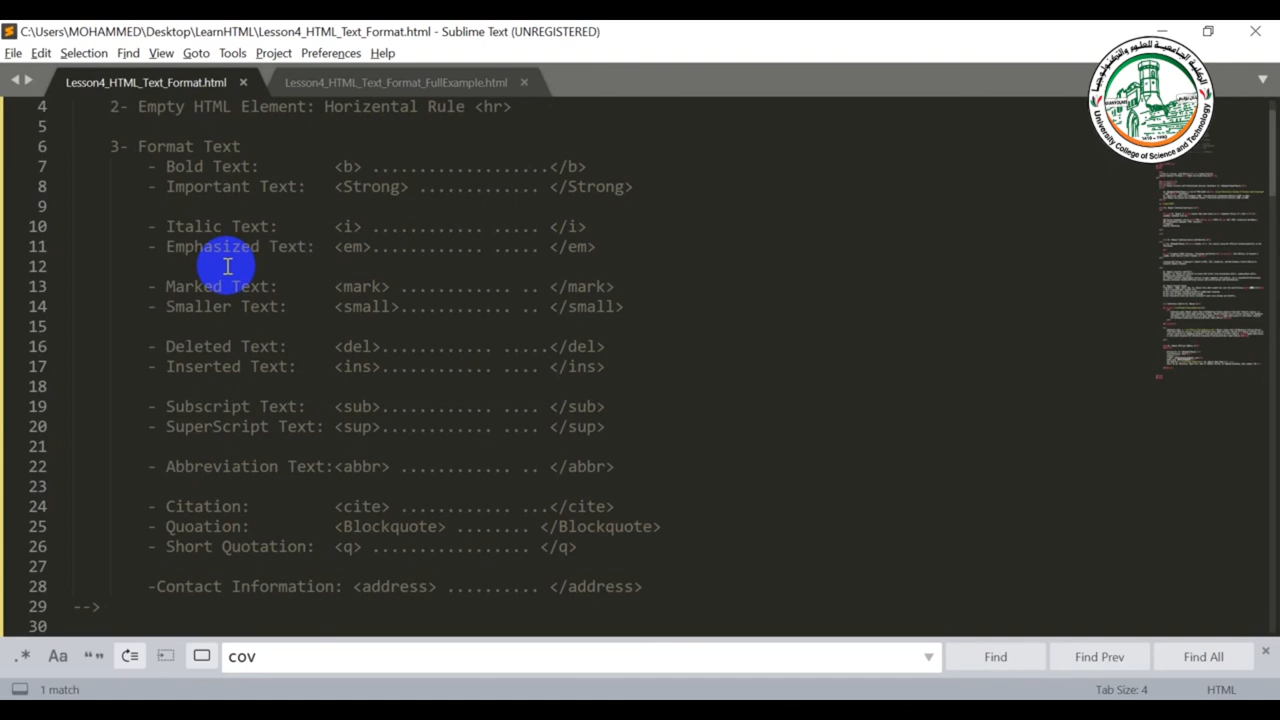 C:\Users\MOHAMMED\Desktop\LearnHTML\Lesson4_HTML_Text_Format.html - Sublime Text (UNREGISTERED)
File Edit Selection Find View Goto Tools Project Preferences Help
Lesson4_HTML_Text_Format.html × Lesson4_HTML_Text_Format_FullExample.html ×
الكلية الجامعية للعلوم والتكنولوجيا
University College of Science and Technology
4 2- Empty HTML Element: Horizental Rule <hr>
5
6 3- Format Text
7 - Bold Text: <b> ...................</b>
8 - Important Text: <Strong> ............. </Strong>
9
10 - Italic Text: <i> ................. </i>
11 - Emphasized Text: <em>............ .... </em>
12
13 - Marked Text: <mark> ............... </mark>
14 - Smaller Text: <small>............ .. </small>
15
16 - Deleted Text: <del>............ .....</del>
17 - Inserted Text: <ins>............ .... </ins>
18
19 - Subscript Text: <sub>............ .... </sub>
20 - SuperScript Text: <sup>............ .... </sup>
21
22 - Abbreviation Text:<abbr> ............ .. </abbr>
23
24 - Citation: <cite> ............ ...</cite>
25 - Quoation: <Blockquote> ........ </Blockquote>
26 - Short Quotation: <q> ................. </q>
27
28 -Contact Information: <address> .......... </address>
29 -->
30
.* Aa “” cov Find Find Prev Find All ×
1 match Tab Size: 4 HTML